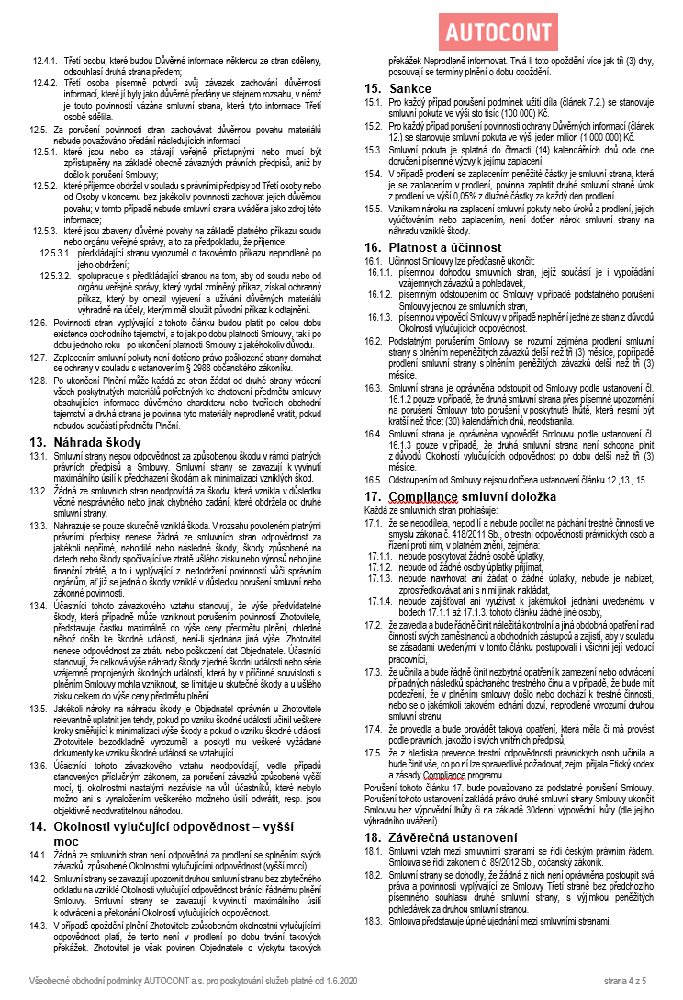 AUTOCONT
12.4.1. Třetí osobu, které budou Důvěrné informace některou ze stran sděleny,
odsouhlasí druhá strana předem;
12.4.2. Třetí osoba písemně potvrdí svůj závazek zachování důvěrnosti
informací, které jí byly jako důvěrné předány ve stejném rozsahu, v němž
je touto povinností vázána smluvní strana, která tyto informace Třetí
osobě sdělila.
12.5. Za porušení povinnosti stran zachovávat důvěrnou povahu materiálů
nebude považováno předání následujících informací:
12.5.1. které jsou nebo se stávají veřejně přístupnými nebo musí být
zpřístupněny na základě obecně závazných právních předpisů, aniž by
došlo k porušení Smlouvy;
12.5.2. které příjemce obdržel v souladu s právními předpisy od Třetí osoby nebo
od Osoby v koncernu bez jakékoliv povinnosti zachovat jejich důvěrnou
povahu; v tomto případě nebude smluvní strana uváděna jako zdroj této
informace;
12.5.3. které jsou zbaveny důvěrné povahy na základě platného příkazu soudu
nebo orgánu veřejné správy, a to za předpokladu, že příjemce:
12.5.3.1. předkládající stranu vyrozuměl o takovémto příkazu neprodleně po
jeho obdržení;
12.5.3.2. spolupracuje s předkládající stranou na tom, aby od soudu nebo od
orgánu veřejné správy, který vydal zmíněný příkaz, získal ochranný
příkaz, který by omezil vyjevení a užívání důvěrných materiálů
výhradně na účely, kterým měl sloužit původní příkaz k odtajnění.
12.6. Povinnosti stran vyplývající z tohoto článku budou platit po celou dobu
existence obchodního tajemství, a to jak po dobu platnosti Smlouvy, tak i po
dobu jednoho roku po ukončení platnosti Smlouvy z jakéhokoliv důvodu.
12.7. Zaplacením smluvní pokuty není dotčeno právo poškozené strany domáhat
se ochrany v souladu s ustanovením § 2988 občanského zákoníku.
12.8. Po ukončení Plnění může každá ze stran žádat od druhé strany vrácení
všech poskytnutých materiálů potřebných ke zhotovení předmětu smlouvy
obsahujících informace důvěrného charakteru nebo tvořících obchodní
tajemství a druhá strana je povinna tyto materiály neprodleně vrátit, pokud
nebudou součástí předmětu Plnění.
13. Náhrada škody
13.1. Smluvní strany nesou odpovědnost za způsobenou škodu v rámci platných
právních předpisů a Smlouvy. Smluvní strany se zavazují k vyvinutí
maximálního úsilí k předcházení škodám a k minimalizaci vzniklých škod.
13.2. Žádná ze smluvních stran neodpovídá za škodu, která vznikla v důsledku
věcně nesprávného nebo jinak chybného zadání, které obdržela od druhé
smluvní strany.
13.3. Nahrazuje se pouze skutečně vzniklá škoda. V rozsahu povoleném platnými
právními předpisy nenese žádná ze smluvních stran odpovědnost za
jakékoli nepřímé, nahodilé nebo následné škody, škody způsobené na
datech nebo škody spočívající ve ztrátě ušlého zisku nebo výnosů nebo jiné
finanční ztrátě, a to i vyplývající z nedodržení povinností vůči správním
orgánům, ať již se jedná o škody vzniklé v důsledku porušení smluvní nebo
zákonné povinnosti.
13.4. Účastníci tohoto závazkového vztahu stanovují, že výše předvídatelné
škody, která případně může vzniknout porušením povinností Zhotovitele,
představuje částku maximálně do výše ceny předmětu plnění, ohledně
něhož došlo ke škodné události, není-li sjednána jiná výše. Zhotovitel
nenese odpovědnost za ztrátu nebo poškození dat Objednatele. Účastníci
stanovují, že celková výše náhrady škody z jedné škodní události nebo série
vzájemně propojených škodných událostí, která by v příčinné souvislosti s
plněním Smlouvy mohla vzniknout, se limituje u skutečné škody a u ušlého
zisku celkem do výše ceny předmětu plnění.
13.5. Jakékoli nároky na náhradu škody je Objednatel oprávněn u Zhotovitele
relevantně uplatnit jen tehdy, pokud po vzniku škodné události učinil veškeré
kroky směřující k minimalizaci výše škody a pokud o vzniku škodné události
Zhotovitele bezodkladně vyrozuměl a poskytl mu veškeré vyžádané
dokumenty ke vzniku škodné události se vztahující.
13.6. Účastníci tohoto závazkového vztahu neodpovídají, vedle případů
stanovených příslušným zákonem, za porušení závazků způsobené vyšší
mocí, tj. okolnostmi nastalými nezávisle na vůli účastníků, které nebylo
možno ani s vynaložením veškerého možného úsilí odvrátit, resp. jsou
objektivně neodvratitelnou náhodou.
14. Okolnosti vylučující odpovědnost – vyšší
moc
14.1. Žádná ze smluvních stran není odpovědná za prodlení se splněním svých
závazků, způsobené Okolnostmi vylučujícími odpovědnost (vyšší mocí).
14.2. Smluvní strany se zavazují upozornit druhou smluvní stranu bez zbytečného
odkladu na vzniklé Okolnosti vylučující odpovědnost bránící řádnému plnění
Smlouvy. Smluvní strany se zavazují k vyvinutí maximálního úsilí
k odvrácení a překonání Okolností vylučujících odpovědnost.
14.3. V případě opoždění plnění Zhotovitele způsobeném okolnostmi vylučujícími
odpovědnost platí, že tento není v prodlení po dobu trvání takových
překážek. Zhotovitel je však povinen Objednatele o výskytu takových
překážek Neprodleně informovat. Trvá-li toto opoždění více jak tři (3) dny,
posouvají se termíny plnění o dobu opoždění.
15. Sankce
15.1. Pro každý případ porušení podmínek užití díla (článek 7.2.) se stanovuje
smluvní pokuta ve výši sto tisíc (100 000) Kč.
15.2. Pro každý případ porušení povinnosti ochrany Důvěrných informací (článek
12.) se stanovuje smluvní pokuta ve výši jeden milion (1 000 000) Kč.
15.3. Smluvní pokuta je splatná do čtrnácti (14) kalendářních dnů ode dne
doručení písemné výzvy k jejímu zaplacení.
15.4. V případě prodlení se zaplacením peněžité částky je smluvní strana, která
je se zaplacením v prodlení, povinna zaplatit druhé smluvní straně úrok
z prodlení ve výši 0,05% z dlužné částky za každý den prodlení.
15.5. Vznikem nároku na zaplacení smluvní pokuty nebo úroků z prodlení, jejich
vyúčtováním nebo zaplacením, není dotčen nárok smluvní strany na
náhradu vzniklé škody.
16. Platnost a účinnost
16.1. Účinnost Smlouvy lze předčasně ukončit:
16.1.1. písemnou dohodou smluvních stran, jejíž součástí je i vypořádání
vzájemných závazků a pohledávek,
16.1.2. písemným odstoupením od Smlouvy v případě podstatného porušení
Smlouvy jednou ze smluvních stran,
16.1.3. písemnou výpovědí Smlouvy v případě neplnění jedné ze stran z důvodů
Okolností vylučujících odpovědnost.
16.2. Podstatným porušením Smlouvy se rozumí zejména prodlení smluvní
strany s plněním nepeněžitých závazků delší než tři (3) měsíce, popřípadě
prodlení smluvní strany s plněním peněžitých závazků delší než tři (3)
měsíce.
16.3. Smluvní strana je oprávněna odstoupit od Smlouvy podle ustanovení čl.
16.1.2 pouze v případě, že druhá smluvní strana přes písemné upozornění
na porušení Smlouvy toto porušení v poskytnuté lhůtě, která nesmí být
kratší než třicet (30) kalendářních dnů, neodstranila.
16.4. Smluvní strana je oprávněna vypovědět Smlouvu podle ustanovení čl.
16.1.3 pouze v případě, že druhá smluvní strana není schopna plnit
z důvodů Okolností vylučujících odpovědnost po dobu delší než tři (3)
měsíce.
16.5. Odstoupením od Smlouvy nejsou dotčena ustanovení článku 12.,13., 15.
17. Compliance smluvní doložka
Každá ze smluvních stran prohlašuje:
17.1. že se nepodílela, nepodílí a nebude podílet na páchání trestné činnosti ve
smyslu zákona č. 418/2011 Sb., o trestní odpovědnosti právnických osob a
řízení proti nim, v platném znění, zejména:
17.1.1. nebude poskytovat žádné osobě úplatky,
17.1.2. nebude od žádné osoby úplatky přijímat,
17.1.3. nebude navrhovat ani žádat o žádné úplatky, nebude je nabízet,
zprostředkovávat ani s nimi jinak nakládat,
17.1.4. nebude zajišťovat ani využívat k jakémukoli jednání uvedenému v
bodech 17.1.1 až 17.1.3. tohoto článku žádné jiné osoby,
17.2. že zavedla a bude řádně činit náležitá kontrolní a jiná obdobná opatření nad
činností svých zaměstnanců a obchodních zástupců a zajistí, aby v souladu
se zásadami uvedenými v tomto článku postupovali i všichni její vedoucí
pracovníci,
17.3. že učinila a bude řádně činit nezbytná opatření k zamezení nebo odvrácení
případných následků spáchaného trestného činu a v případě, že bude mít
podezření, že v plněním smlouvy došlo nebo dochází k trestné činnosti,
nebo se o jakémkoli takovém jednání dozví, neprodleně vyrozumí druhou
smluvní stranu,
17.4. že provedla a bude provádět taková opatření, která měla či má provést
podle právních, jakožto i svých vnitřních předpisů,
17.5. že z hlediska prevence trestní odpovědnosti právnických osob učinila a
bude činit vše, co po ní lze spravedlivě požadovat, zejm. přijala Etický kodex
a zásady Compliance programu.
Porušení tohoto článku 17. bude považováno za podstatné porušení Smlouvy.
Porušení tohoto ustanovení zakládá právo druhé smluvní strany Smlouvy ukončit
Smlouvu bez výpovědní lhůty či na základě 30denní výpovědní lhůty (dle jejího
výhradního uvážení).
18. Závěrečná ustanovení
18.1. Smluvní vztah mezi smluvními stranami se řídí českým právním řádem.
Smlouva se řídí zákonem č. 89/2012 Sb., občanský zákoník.
18.2. Smluvní strany se dohodly, že žádná z nich není oprávněna postoupit svá
práva a povinnosti vyplývající ze Smlouvy Třetí straně bez předchozího
písemného souhlasu druhé smluvní strany, s výjimkou peněžitých
pohledávek za druhou smluvní stranou.
18.3. Smlouva představuje úplné ujednání mezi smluvními stranami.
Všeobecné obchodní podmínky AUTOCONT a.s. pro poskytování služeb platné od 1.6.2020
strana 4 z 5